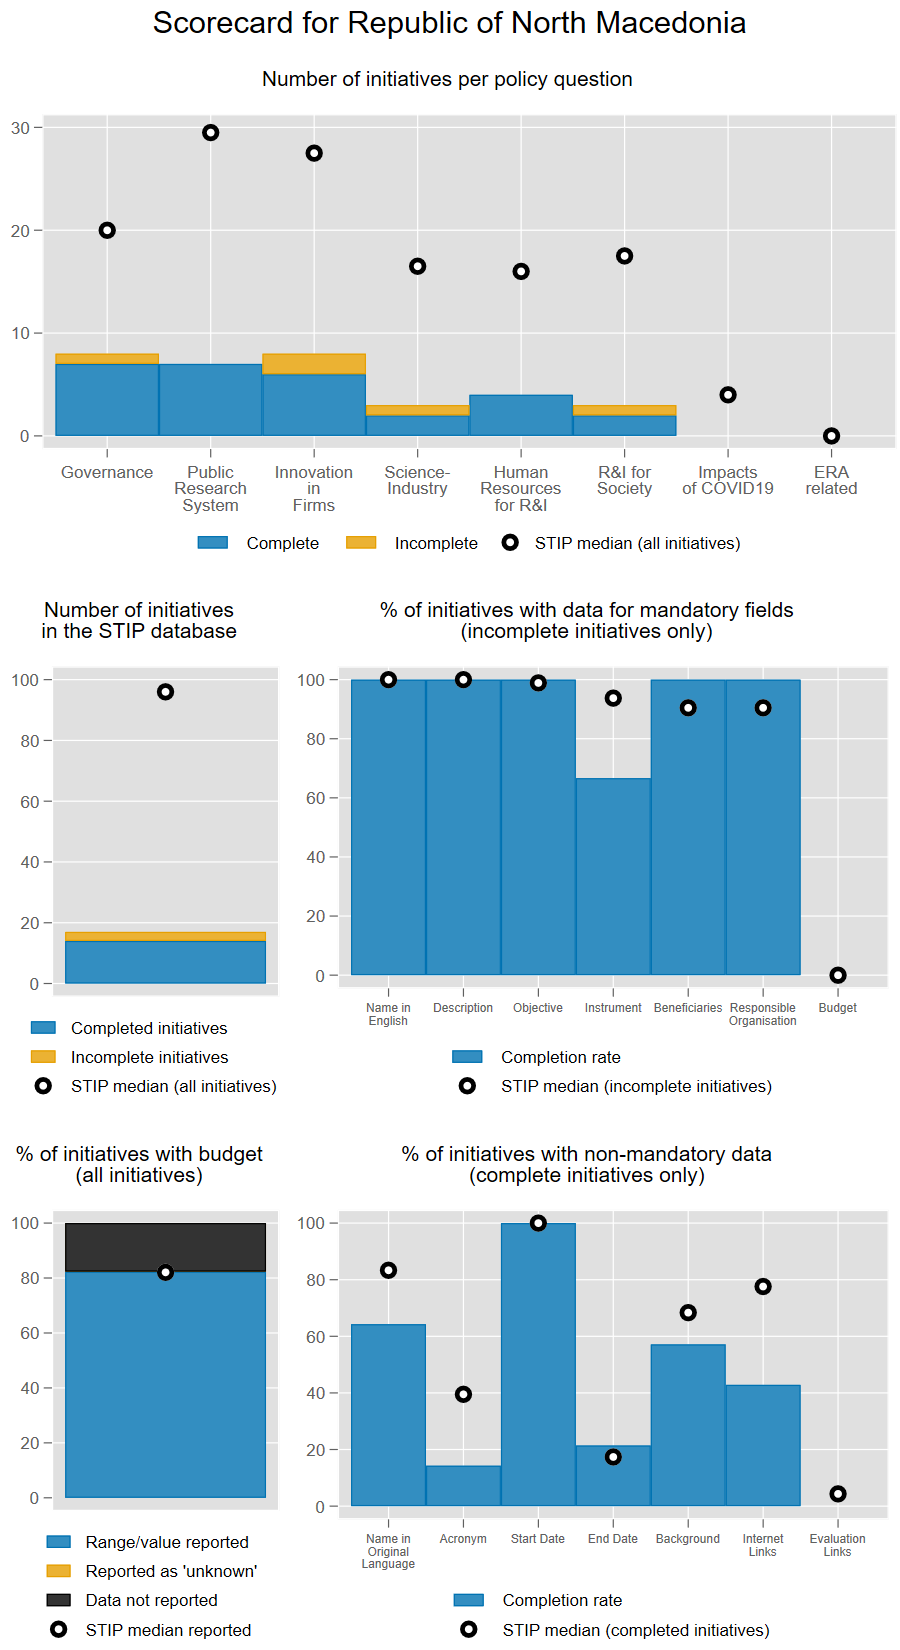 Scorecard for Republic of North Macedonia
Number of initiatives per policy question
30
20
10
0
Governance
Public
Research
System
Innovation
in
Firms
Science-
Industry
Human
Resources
for R&I
R&I for
Society
Impacts
of COVID19
ERA
related
Complete
Incomplete
STIP median (all initiatives)
Number of initiatives
in the STIP database
100
80
60
40
20
0
Completed initiatives
Incomplete initiatives
STIP median (all initiatives)
% of initiatives with data for mandatory fields
(incomplete initiatives only)
100
80
60
40
20
0
Name in
English
Description
Objective
Instrument
Beneficiaries
Responsible
Organisation
Budget
Completion rate
STIP median (incomplete initiatives)
% of initiatives with budget
(all initiatives)
100
80
60
40
20
0
Range/value reported
Reported as 'unknown'
Data not reported
STIP median reported
% of initiatives with non-mandatory data
(complete initiatives only)
100
80
60
40
20
0
Name in
Original
Language
Acronym
Start Date
End Date
Background
Internet
Links
Evaluation
Links
Completion rate
STIP median (completed initiatives)